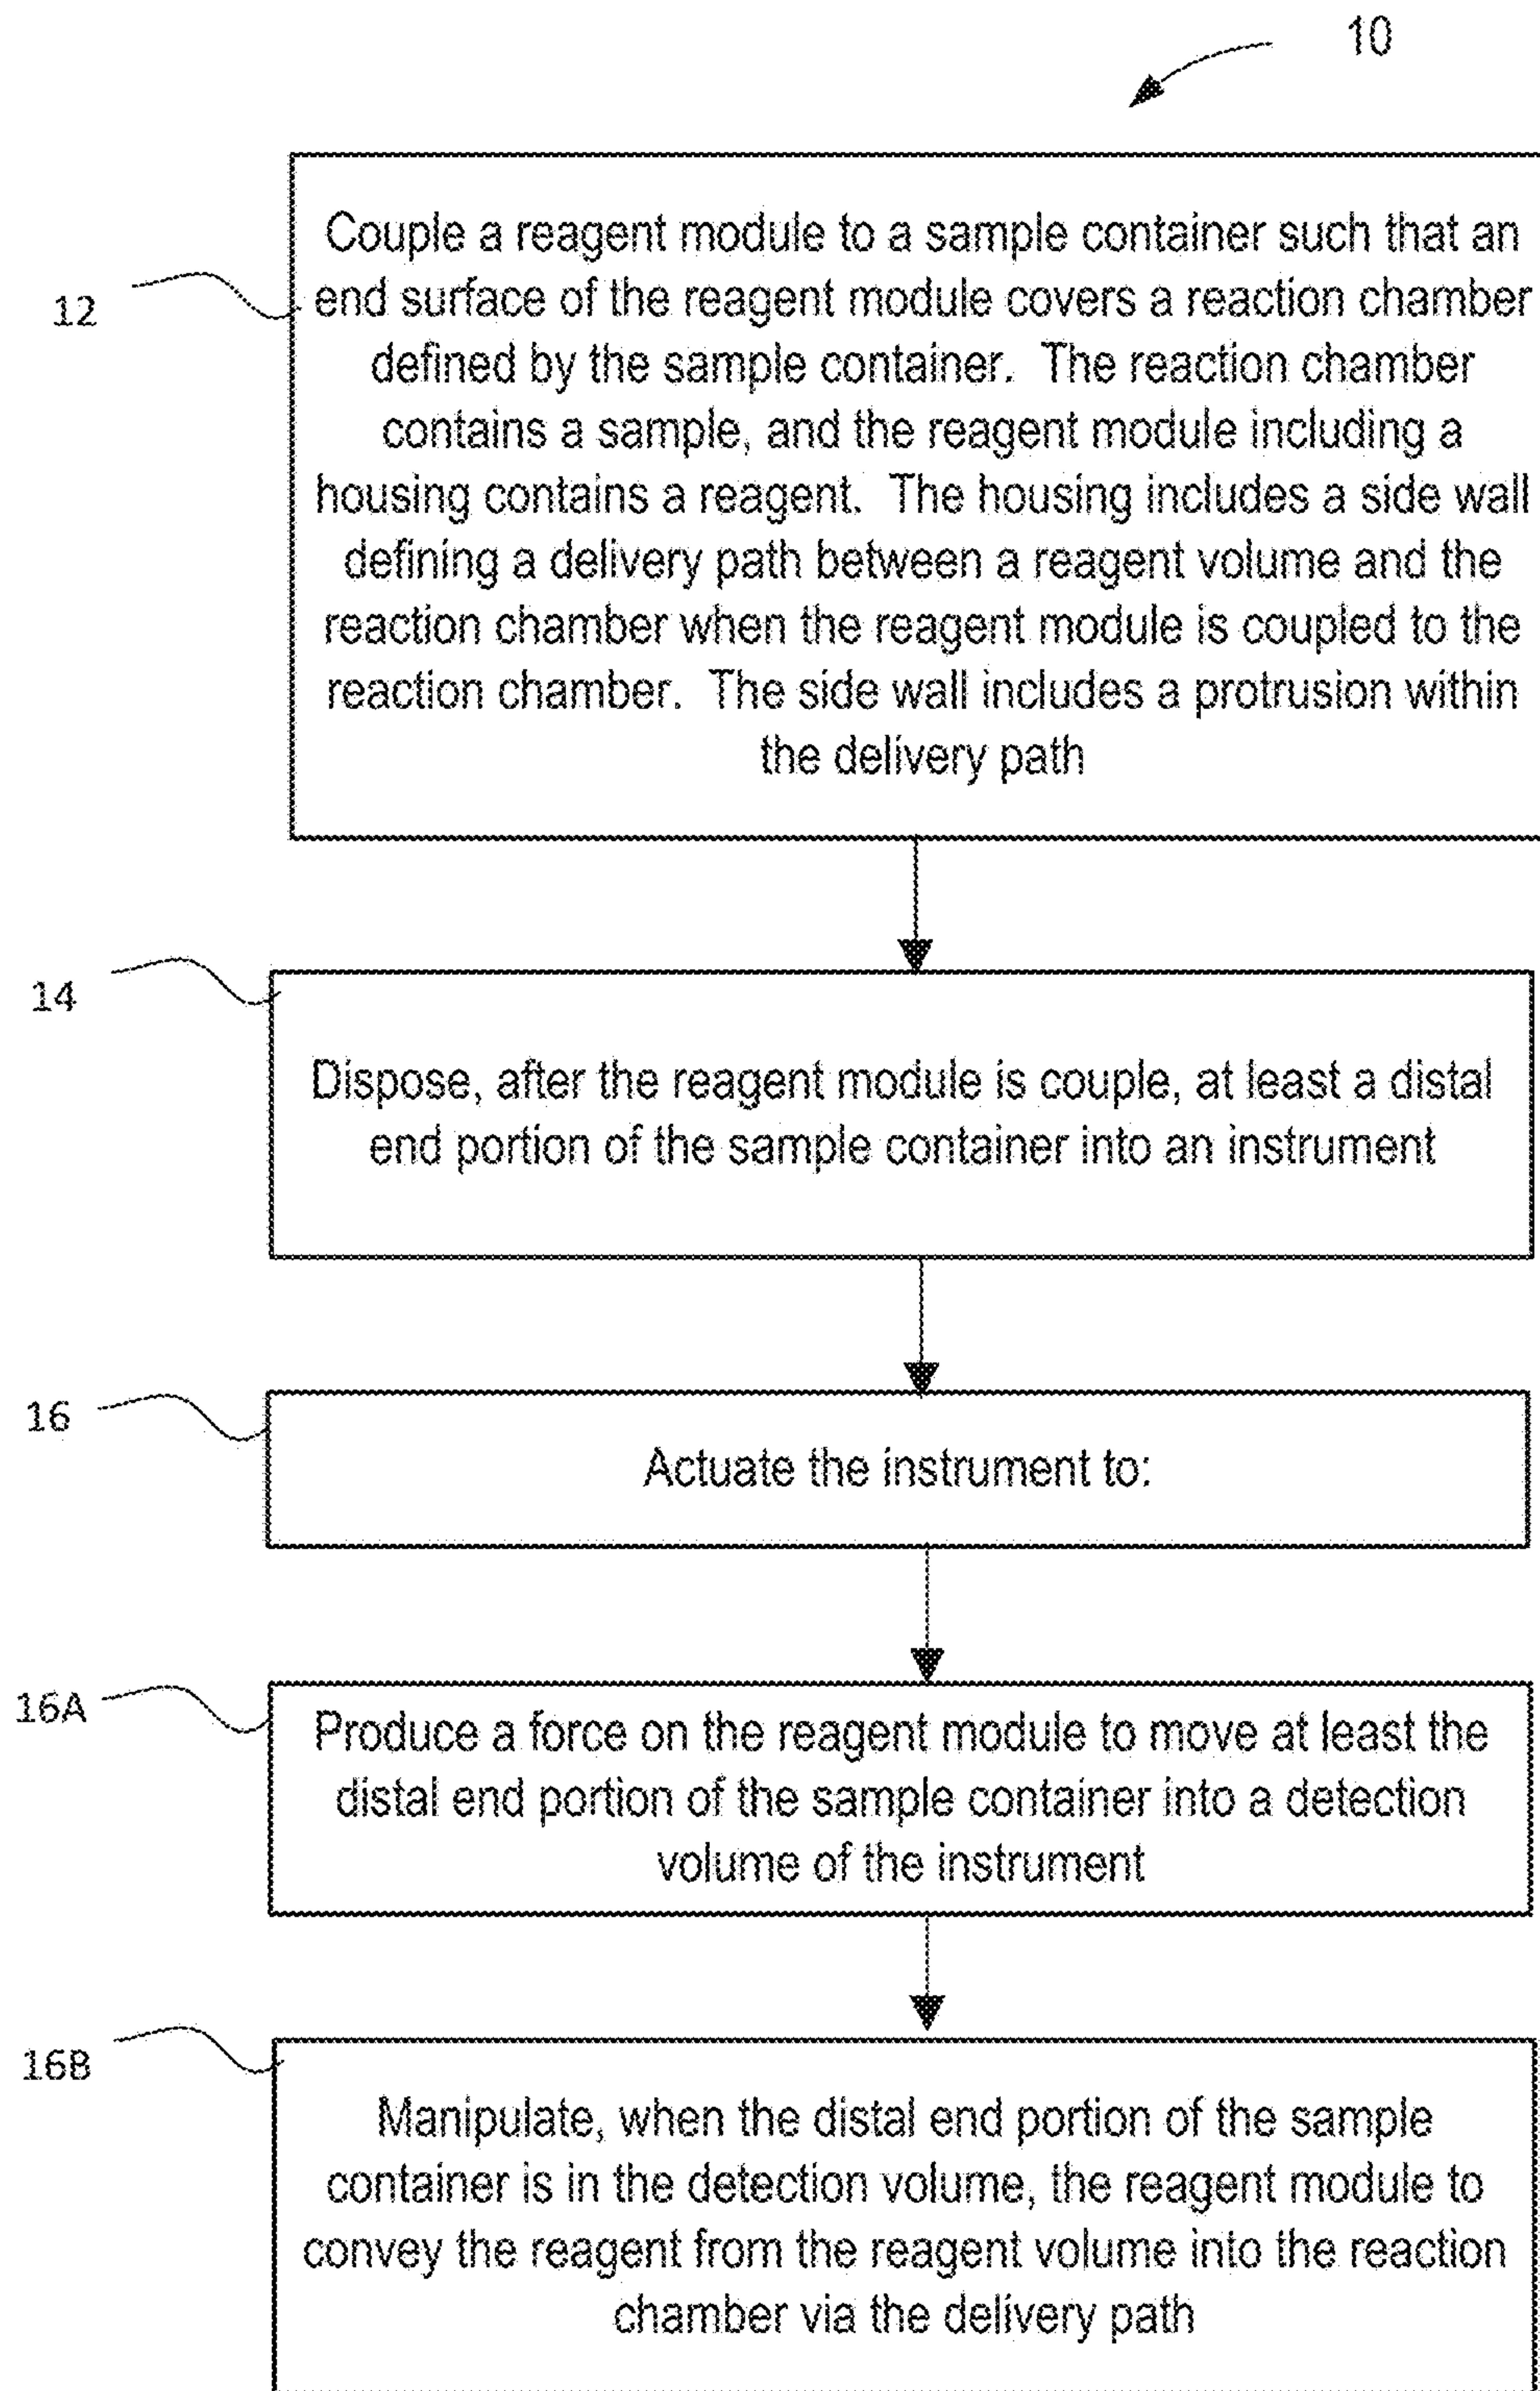 10
12
Couple a reagent module to a sample container such that an
end surface of the reagent module covers a reaction chamber
defined by the sample container. The reaction chamber
contains a sample, and the reagent module including a
housing contains a reagent. The housing includes a side wall
defining a delivery path between a reagent volume and the
reaction chamber when the reagent module is coupled to the
reaction chamber. The side wall includes a protrusion within
the delivery path
14
Dispose, after the reagent module is couple, at least a distal
end portion of the sample container into an instrument
16
Actuate the instrument to:
16A
Produce a force on the reagent module to move at least the
distal end portion of the sample container into a detection
volume of the instrument
16B
Manipulate, when the distal end portion of the sample
container is in the detection volume, the reagent module to
convey the reagent from the reagent volume into the reaction
chamber via the delivery path